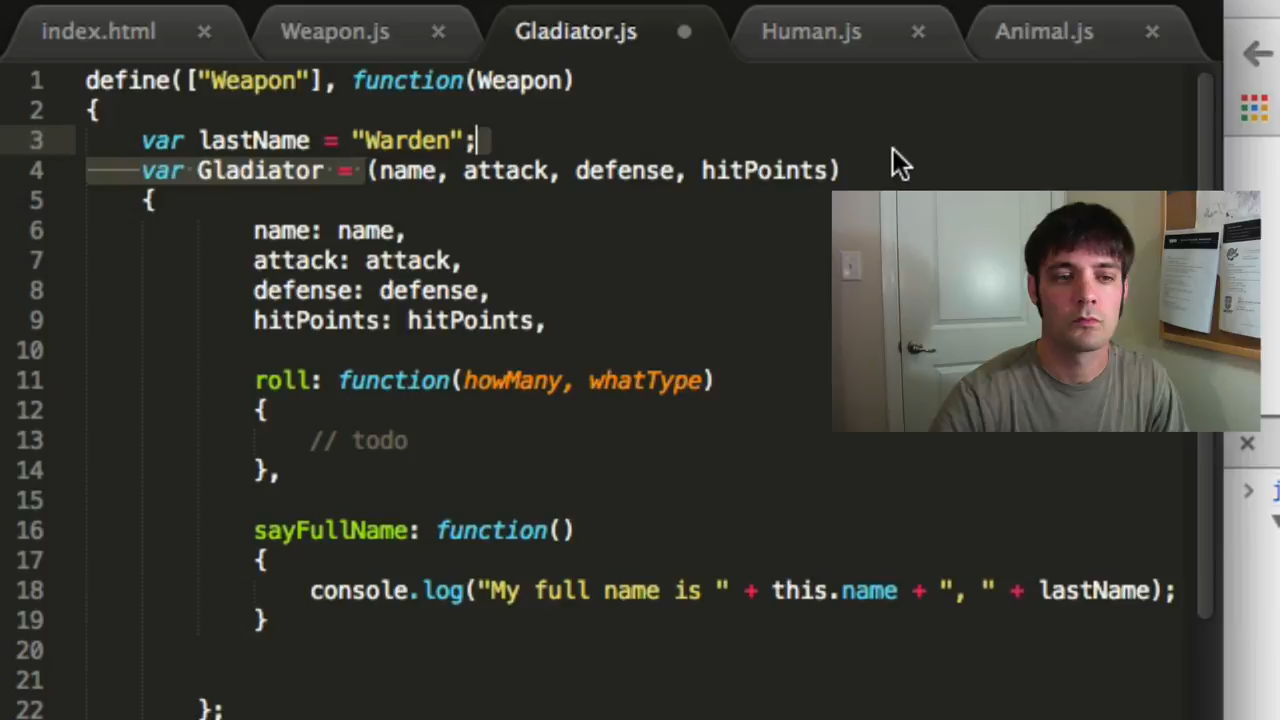 index.html × Weapon.js × Gladiator.js Human.js × Animal.js ×
1 define(["Weapon"], function(Weapon)
2 {
3 var lastName = "Warden";
4 var Gladiator = (name, attack, defense, hitPoints)
5 {
6 name: name,
7 attack: attack,
8 defense: defense,
9 hitPoints: hitPoints,
10
11 roll: function(howMany, whatType)
12 {
13 // todo
14 },
15
16 sayFullName: function()
17 {
18 console.log("My full name is " + this.name + ", " + lastName);
19 }
20
21
22 };